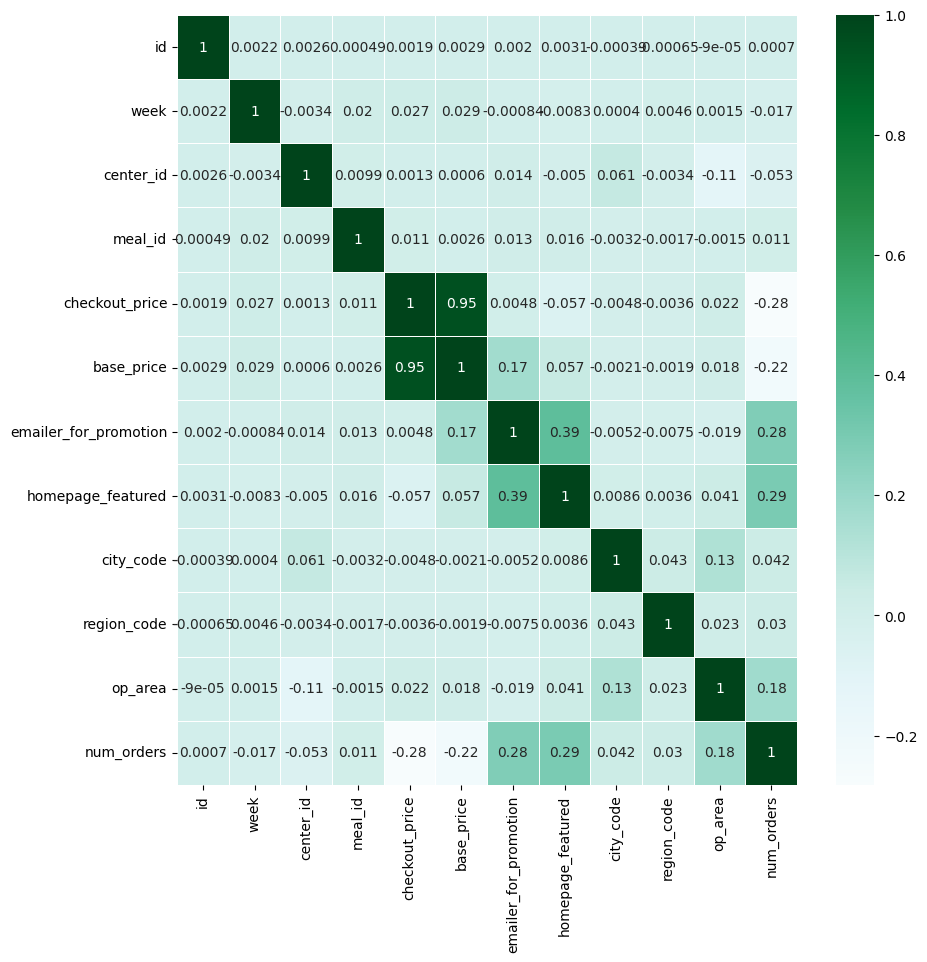 id 1 0.0022 0.0026 0.00049 0.0019 0.0029 0.002 0.0031 -0.00039 0.00065 -9e-05 0.0007
week 0.0022 1 -0.0034 0.02 0.027 0.029 -0.00084 -0.0083 0.0004 0.0046 0.0015 -0.017
center_id 0.0026 -0.0034 1 0.0099 0.0013 0.0006 0.014 -0.005 0.061 -0.0034 -0.11 -0.053
meal_id 0.00049 0.02 0.0099 1 0.011 0.0026 0.013 0.016 -0.0032 -0.0017 -0.0015 0.011
checkout_price 0.0019 0.027 0.0013 0.011 1 0.95 0.0048 -0.057 -0.0048 -0.0036 0.022 -0.28
base_price 0.0029 0.029 0.0006 0.0026 0.95 1 0.17 0.057 -0.0021 -0.0019 0.018 -0.22
emailer_for_promotion 0.002 -0.00084 0.014 0.013 0.0048 0.17 1 0.39 -0.0052 -0.0075 -0.019 0.28
homepage_featured 0.0031 -0.0083 -0.005 0.016 -0.057 0.057 0.39 1 0.0086 0.0036 0.041 0.29
city_code -0.00039 0.0004 0.061 -0.0032 -0.0048 -0.0021 -0.0052 0.0086 1 0.043 0.13 0.042
region_code 0.00065 0.0046 -0.0034 -0.0017 -0.0036 -0.0019 -0.0075 0.0036 0.043 1 0.023 0.03
op_area -9e-05 0.0015 -0.11 -0.0015 0.022 0.018 -0.019 0.041 0.13 0.023 1 0.18
num_orders 0.0007 -0.017 -0.053 0.011 -0.28 -0.22 0.28 0.29 0.042 0.03 0.18 1
id week center_id meal_id checkout_price base_price emailer_for_promotion homepage_featured city_code region_code op_area num_orders
1.0
0.8
0.6
0.4
0.2
0.0
−0.2